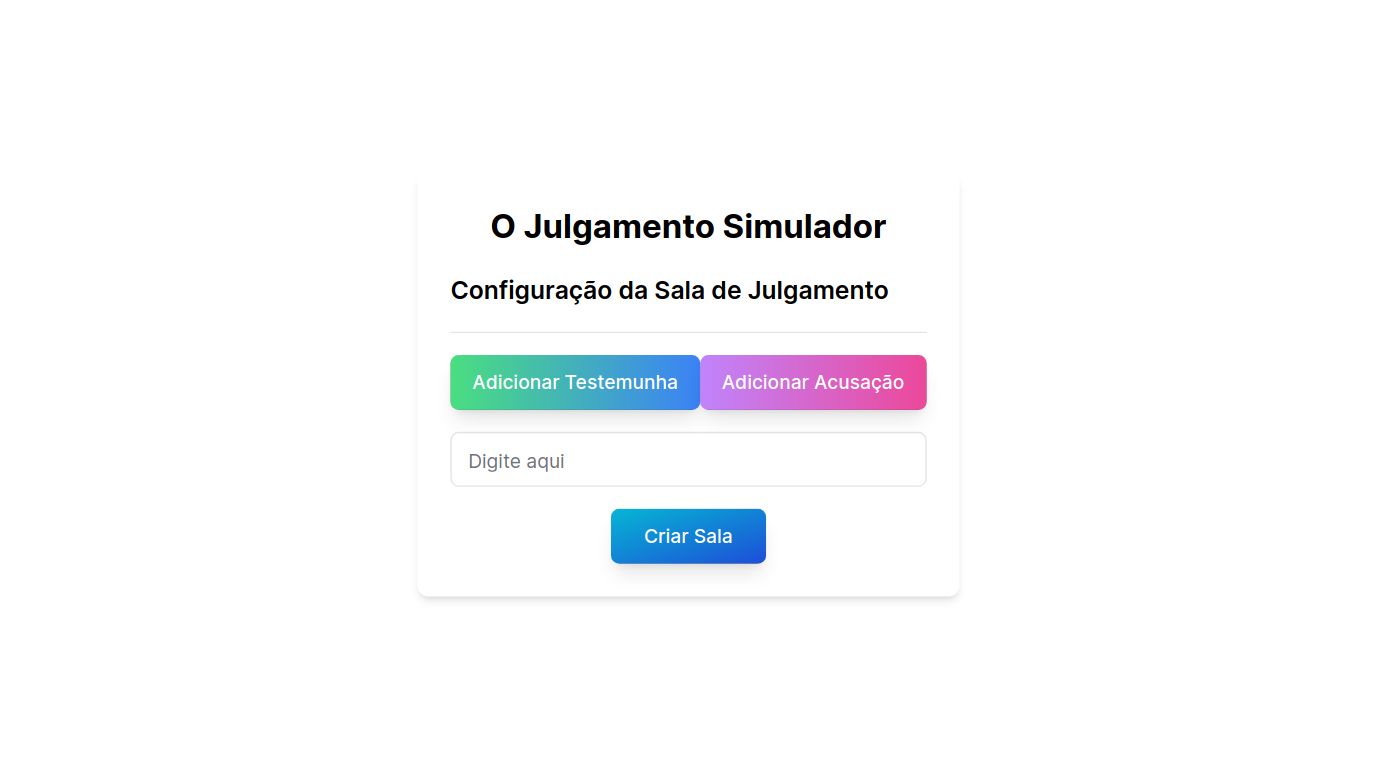 O Julgamento Simulador
Configuração da Sala de Julgamento
Adicionar Testemunha Adicionar Acusação
Digite aqui
Criar Sala